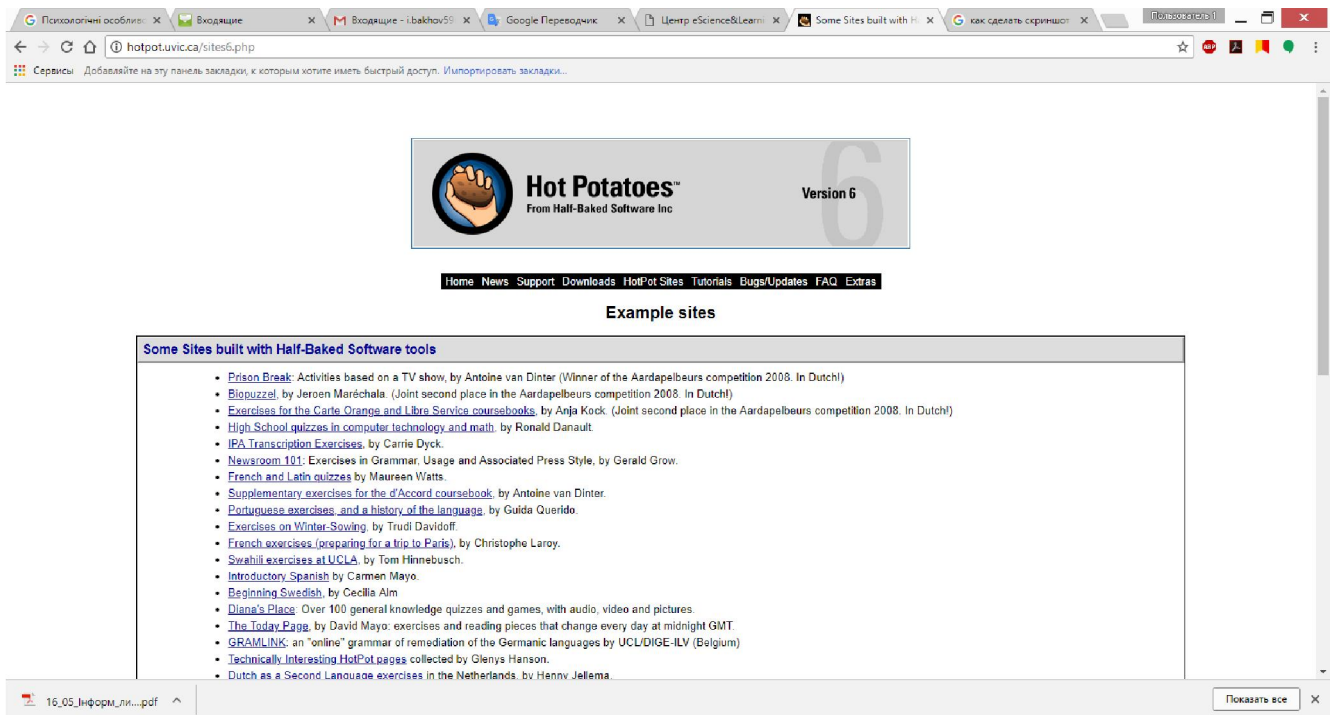 Психологічні особливс
Входящие
Входящие - i.bakhov59
Google Переводчик
Центр eScience&Learni
Some Sites built with H
как сделать скриншот
Пользователь 1
hotpot.uvic.ca/sites6.php
ABP
Сервисы Добавляйте на эту панель закладки, к которым хотите иметь быстрый доступ. Импортировать закладки...
6
Hot Potatoes™
Version 6
From Half-Baked Software Inc
Home News Support Downloads HotPot Sites Tutorials Bugs/Updates FAQ Extras
Example sites
Some Sites built with Half-Baked Software tools
• Prison Break: Activities based on a TV show, by Antoine van Dinter (Winner of the Aardapelbeurs competition 2008. In Dutch!)
• Biopuzzel, by Jeroen Maréchala. (Joint second place in the Aardapelbeurs competition 2008. In Dutch!)
• Exercises for the Carte Orange and Libre Service coursebooks, by Anja Kock. (Joint second place in the Aardapelbeurs competition 2008. In Dutch!)
• High School quizzes in computer technology and math, by Ronald Danault.
• IPA Transcription Exercises, by Carrie Dyck.
• Newsroom 101: Exercises in Grammar, Usage and Associated Press Style, by Gerald Grow.
• French and Latin quizzes by Maureen Watts.
• Supplementary exercises for the d'Accord coursebook, by Antoine van Dinter.
• Portuguese exercises, and a history of the language, by Guida Querido.
• Exercises on Winter-Sowing, by Trudi Davidoff.
• French exercises (preparing for a trip to Paris), by Christophe Laroy.
• Swahili exercises at UCLA, by Tom Hinnebusch.
• Introductory Spanish by Carmen Mayo.
• Beginning Swedish, by Cecilia Alm
• Diana's Place: Over 100 general knowledge quizzes and games, with audio, video and pictures.
• The Today Page, by David Mayo: exercises and reading pieces that change every day at midnight GMT.
• GRAMLINK: an "online" grammar of remediation of the Germanic languages by UCL/DIGE-ILV (Belgium)
• Technically Interesting HotPot pages collected by Glenys Hanson.
• Dutch as a Second Language exercises in the Netherlands, by Henny Jellema.
16_05_Інформ_ли....pdf
Показать все